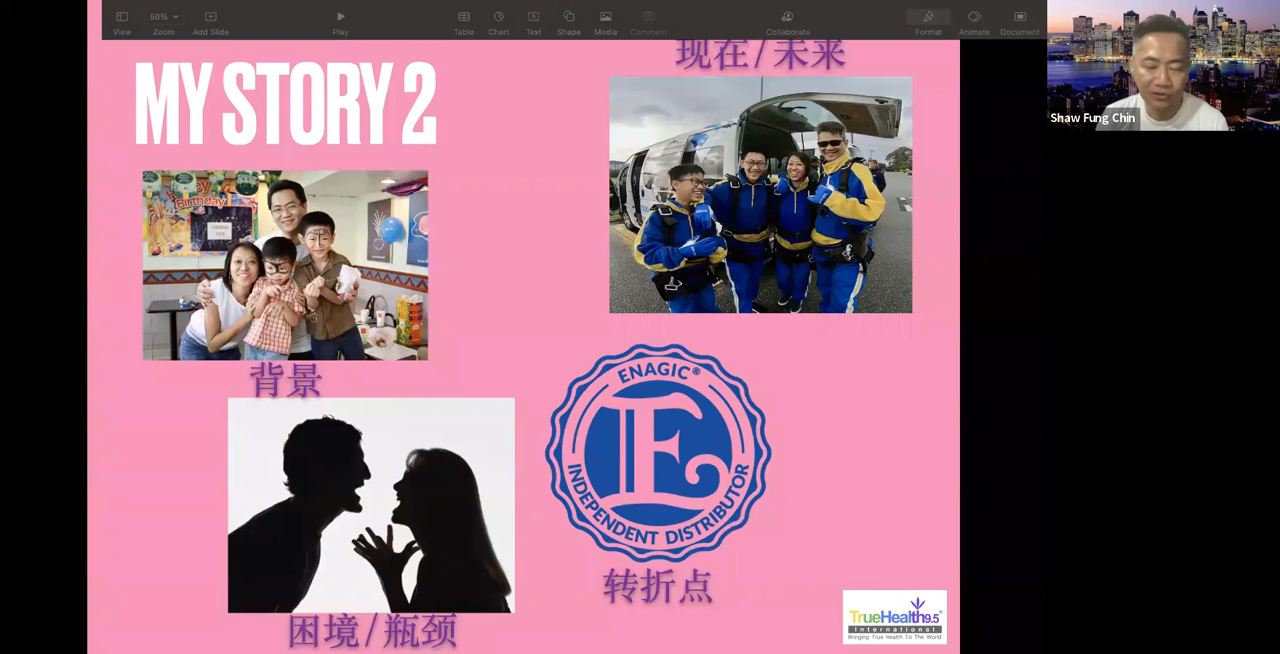 View
50%
Zoom
Add Slide
Play
Table
Chart
Text
Shape
Media
Comment
Collaborate
Format
Animate
Document
Shaw Fung Chin
MY STORY 2
现在/未来
Birthday
背景
ENAGIC®
E
INDEPENDENT DISTRIBUTOR
转折点
困境/瓶颈
TrueHealth9.5®
International
Bringing True Health To The World